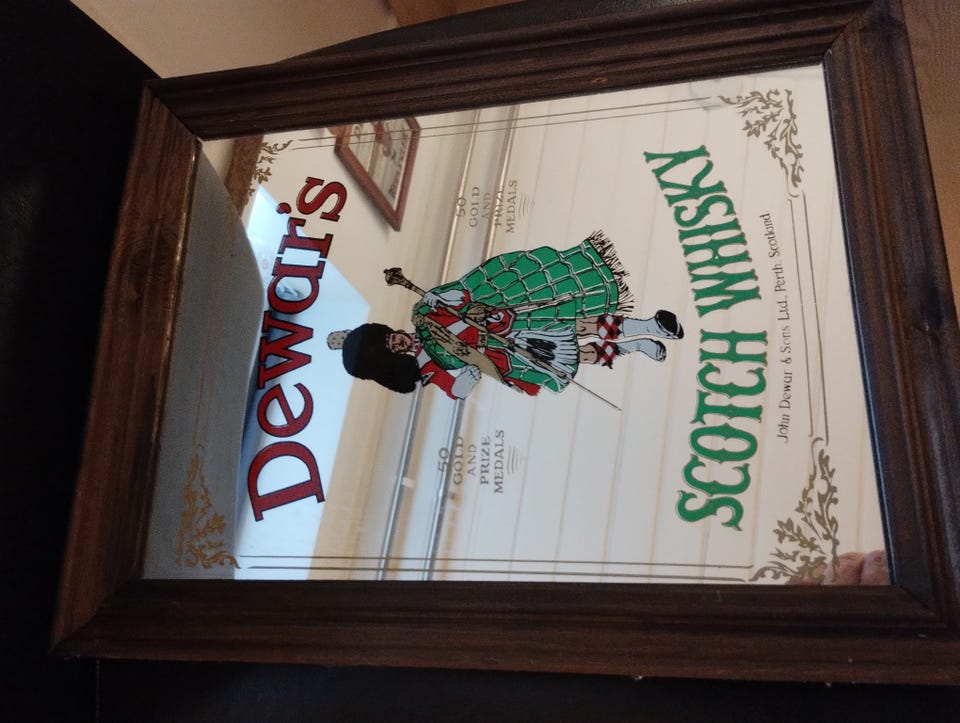 Dewar's
50
GOLD
AND
PRIZE
MEDALS
50
GOLD
AND
PRIZE
MEDALS
SCOTCH WHISKY
John Dewar & Sons Ltd., Perth, Scotland.